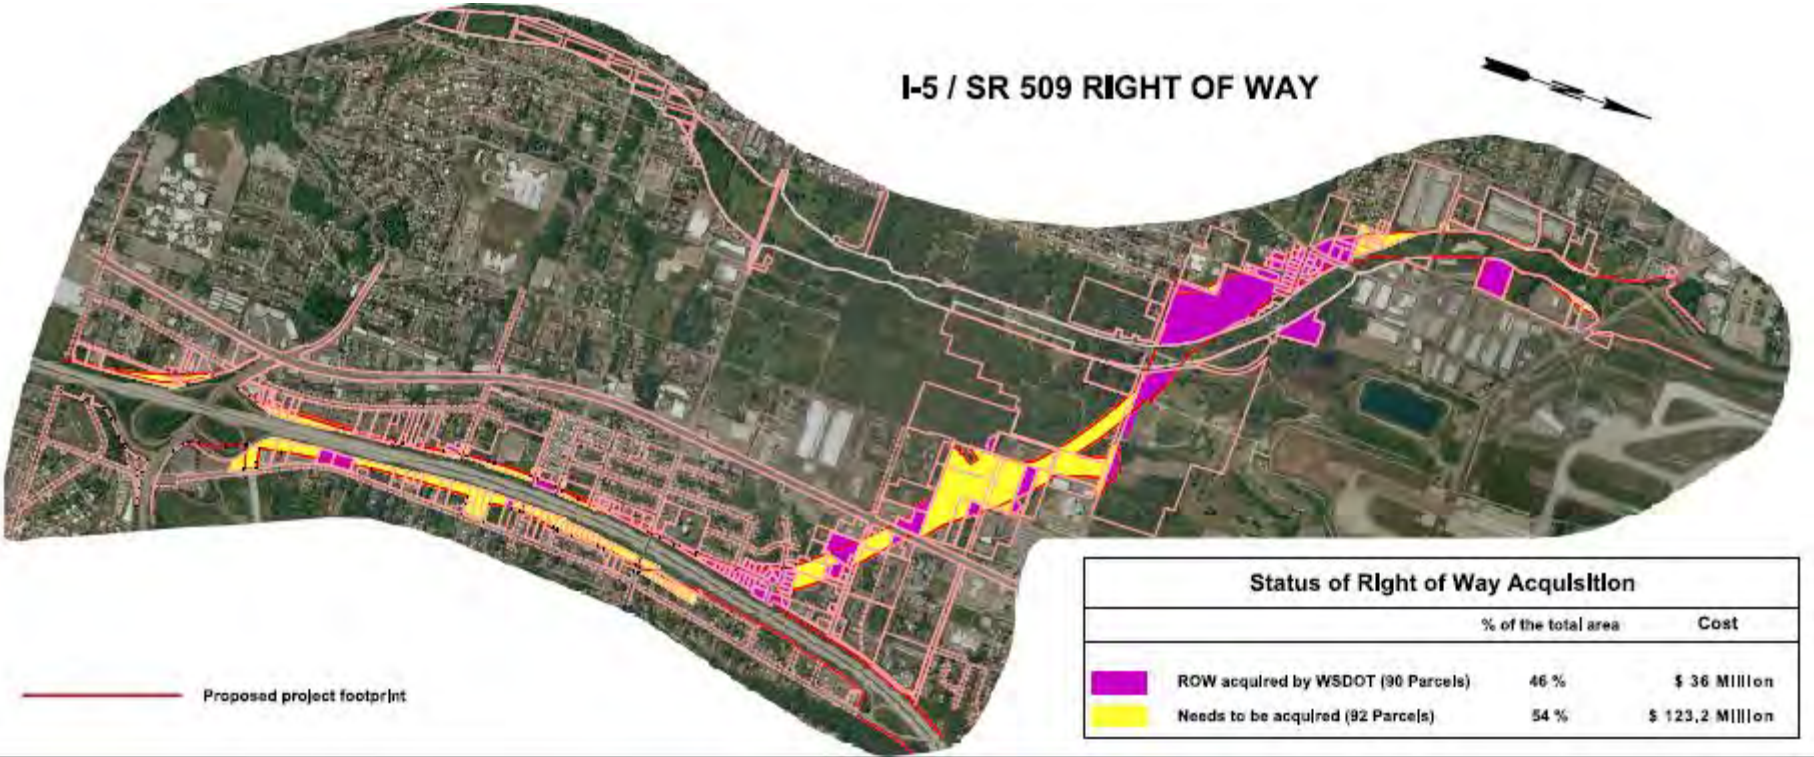 I-5 / SR 509 RIGHT OF WAY
Status of Right of Way Acquisition
% of the total area Cost
ROW acquired by WSDOT (90 Parcels) 46 % $ 36 Million
Needs to be acquired (92 Parcels) 54 % $ 123,2 Million
Proposed project footprint